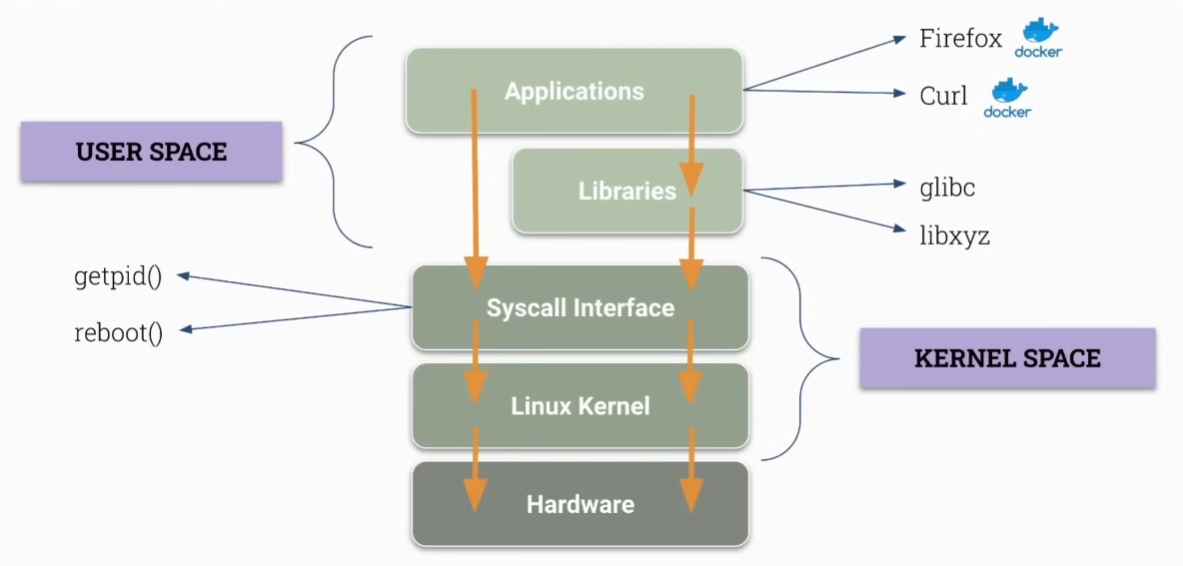 Firefox
docker
Applications
Curl
docker
USER SPACE
Libraries
glibc
libxyz
getpid()
Syscall Interface
reboot()
KERNEL SPACE
Linux Kernel
Hardware